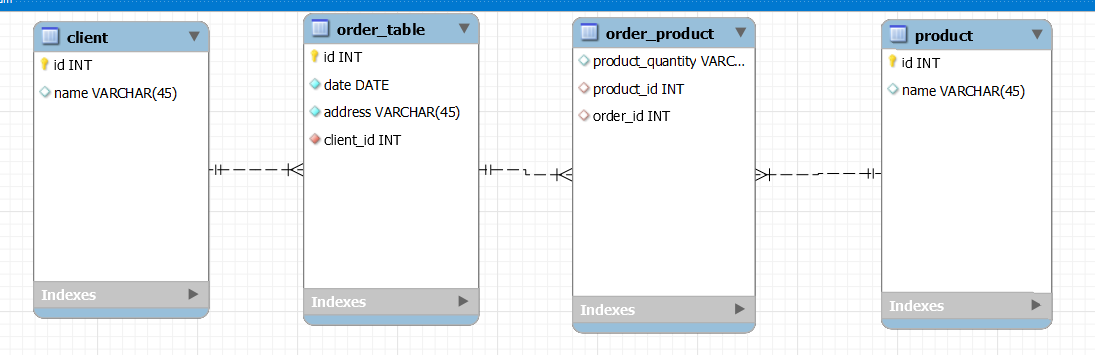 client
id INT
name VARCHAR(45)
Indexes
order_table
id INT
date DATE
address VARCHAR(45)
client_id INT
Indexes
order_product
product_quantity VARC...
product_id INT
order_id INT
Indexes
product
id INT
name VARCHAR(45)
Indexes